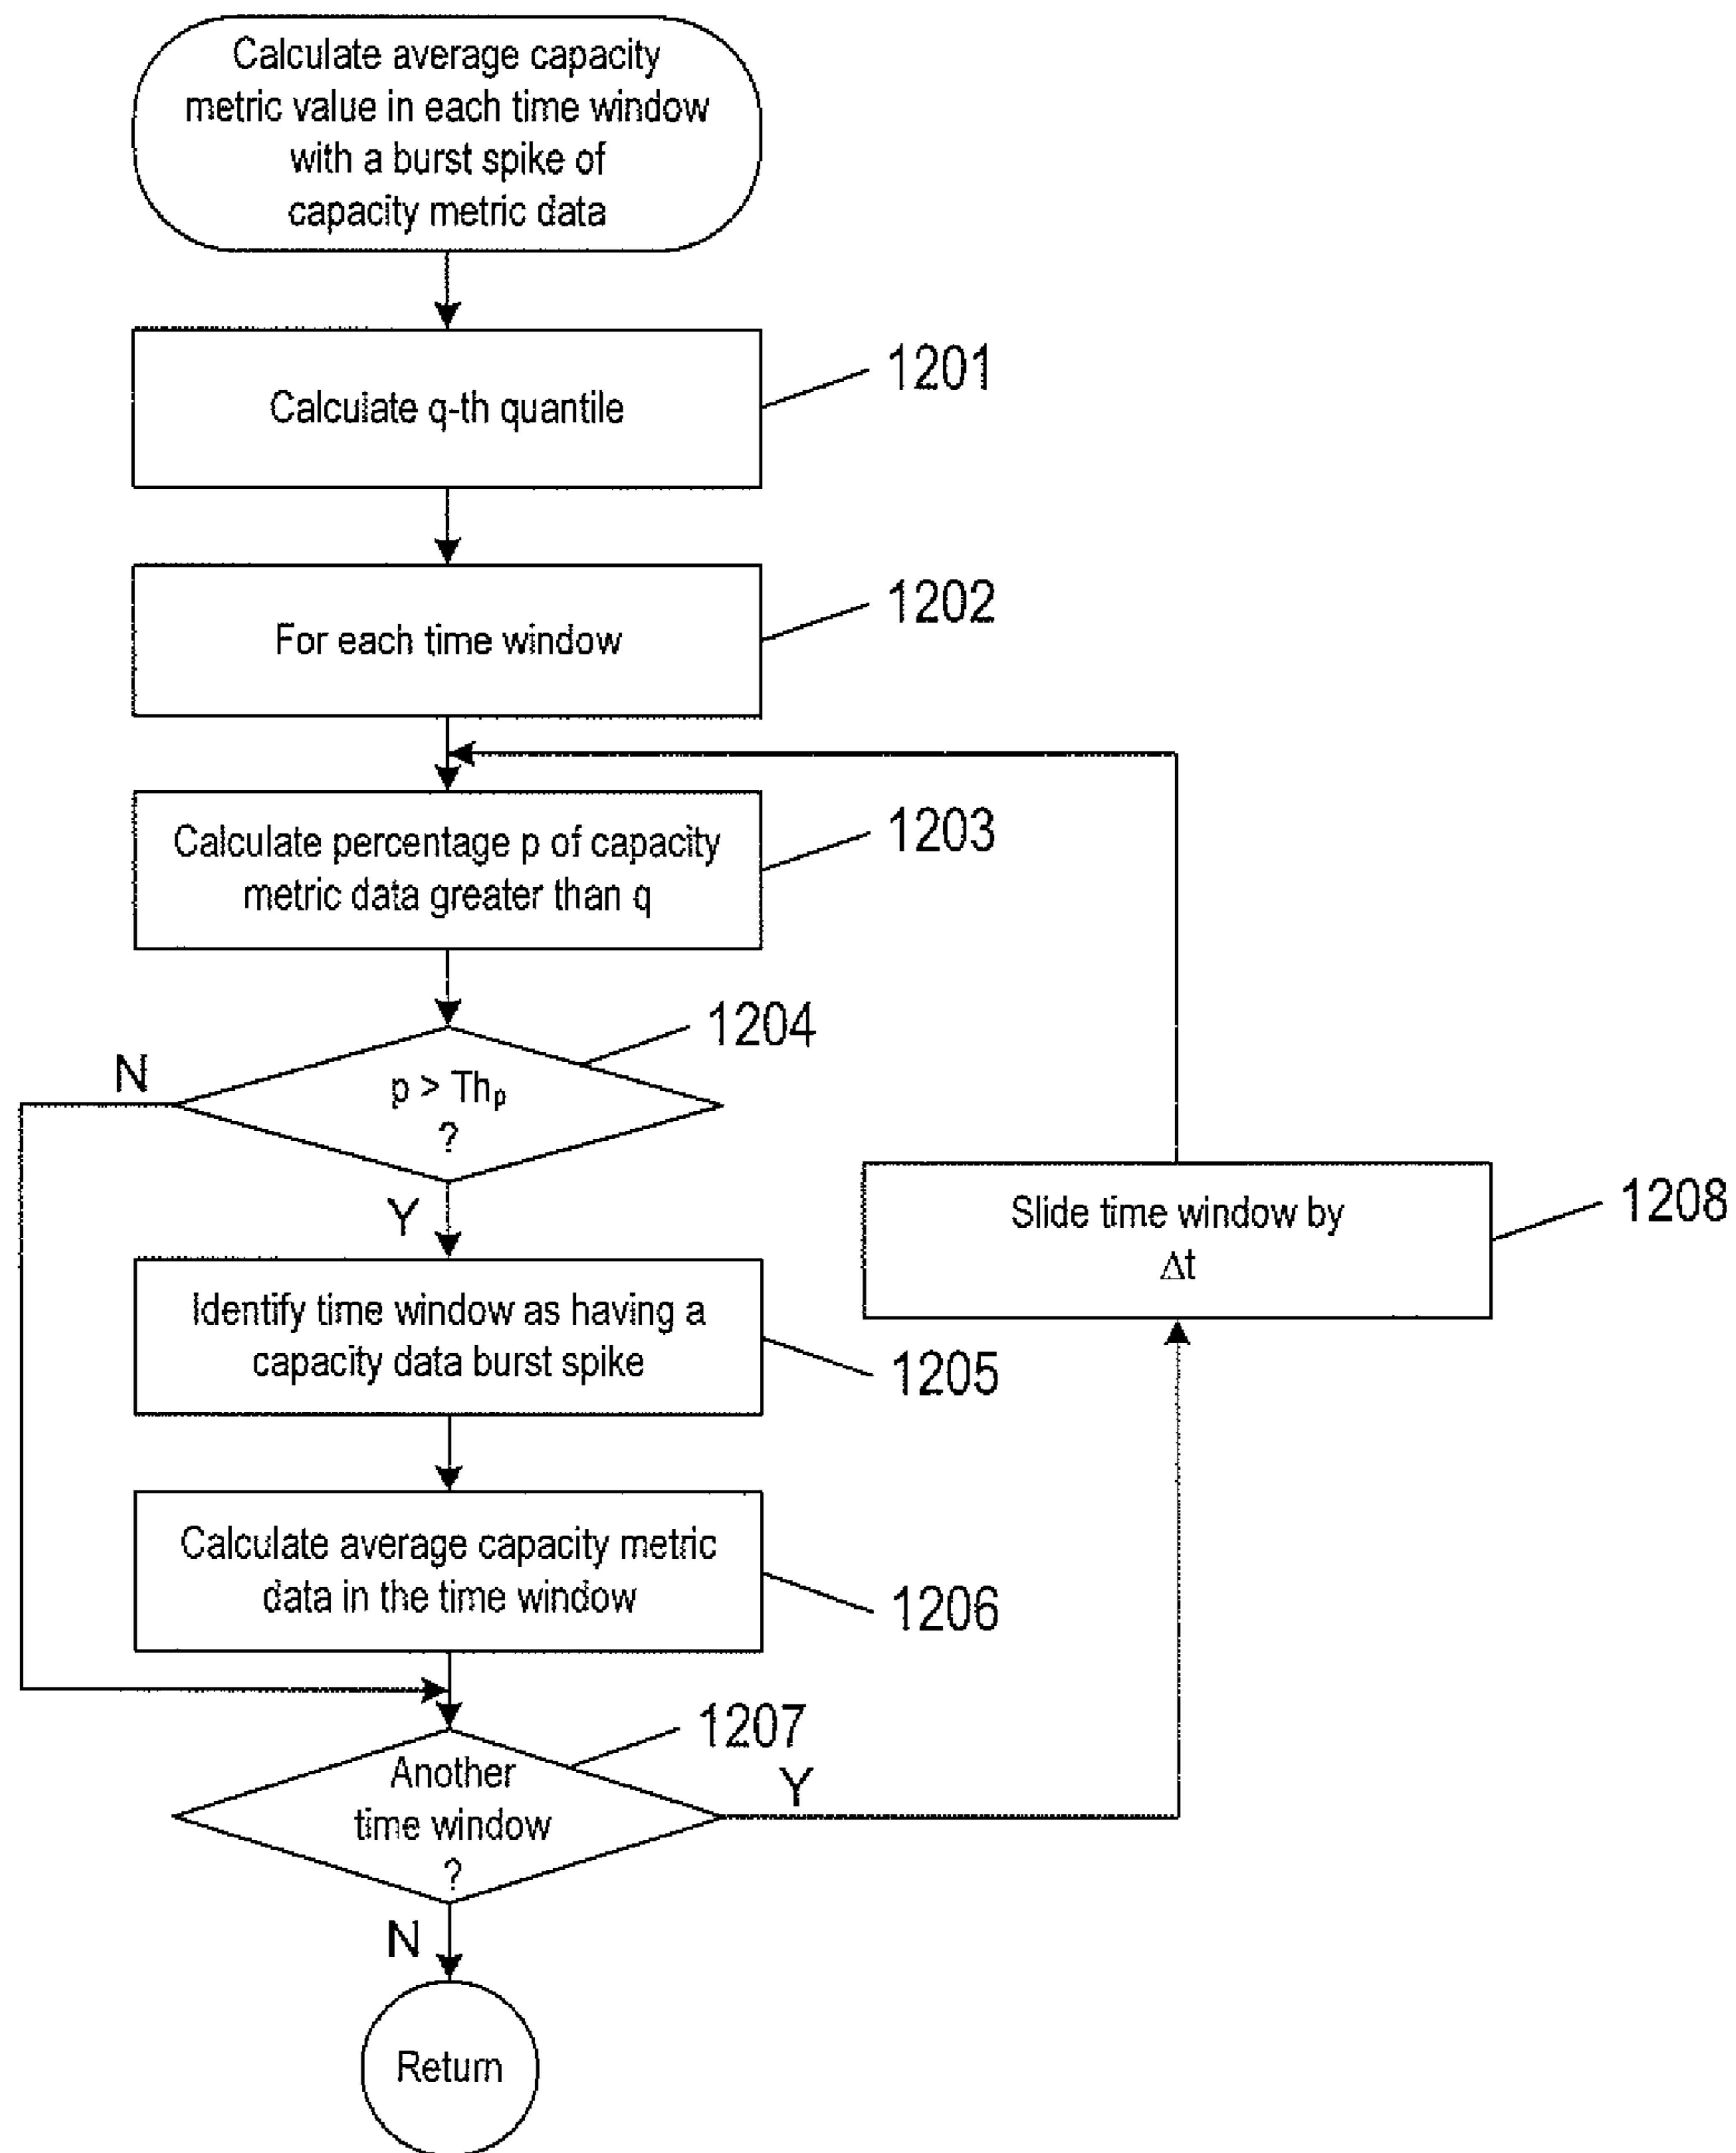 Calculate average capacity
metric value in each time window
with a burst spike of
capacity metric data
1201
Calculate q-th quantile
1202
For each time window
1203
Calculate percentage p of capacity
metric data greater than q
1204
N
p > Thₚ
?
Y
1208
Slide time window by
Δt
Identify time window as having a
capacity data burst spike
1205
Calculate average capacity metric
data in the time window
1206
1207
Another
time window
?
Y
N
Return